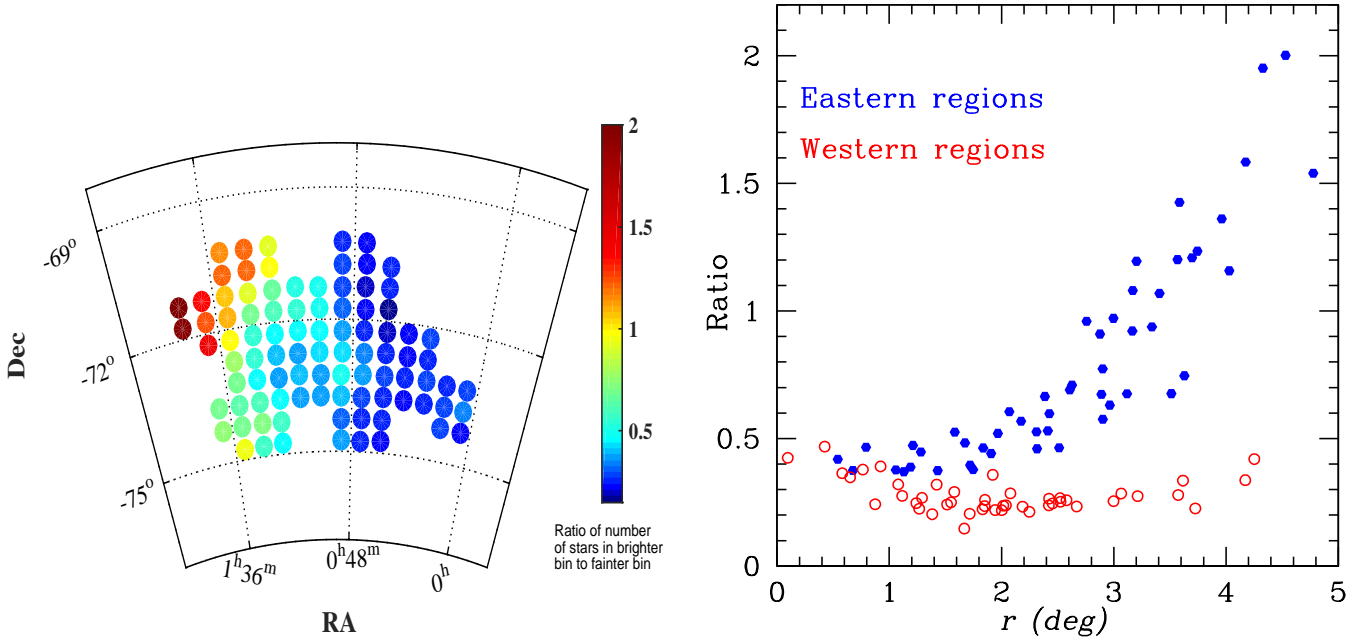 Dec
-69°
-72°
-75°
1ʰ36ᵐ
0ʰ48ᵐ
0ʰ
RA
2
1.5
1
0.5
Ratio of number
of stars in brighter
bin to fainter bin
Eastern regions
Western regions
Ratio
2
1.5
1
0.5
0
0 1 2 3 4 5
r (deg)